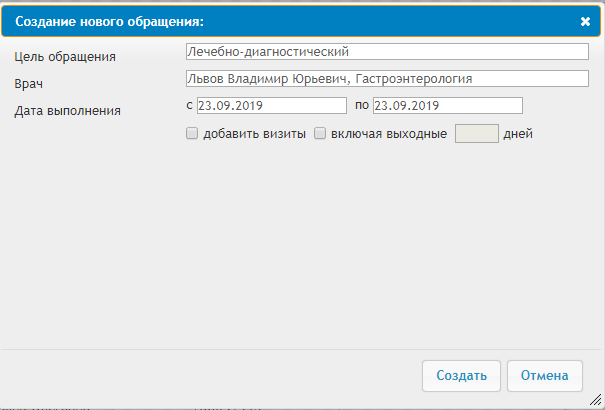 Создание нового обращения:
Цель обращения Лечебно-диагностический
Врач Львов Владимир Юрьевич, Гастроэнтерология
Дата выполнения с 23.09.2019 по 23.09.2019
добавить визиты включая выходные дней
Создать Отмена